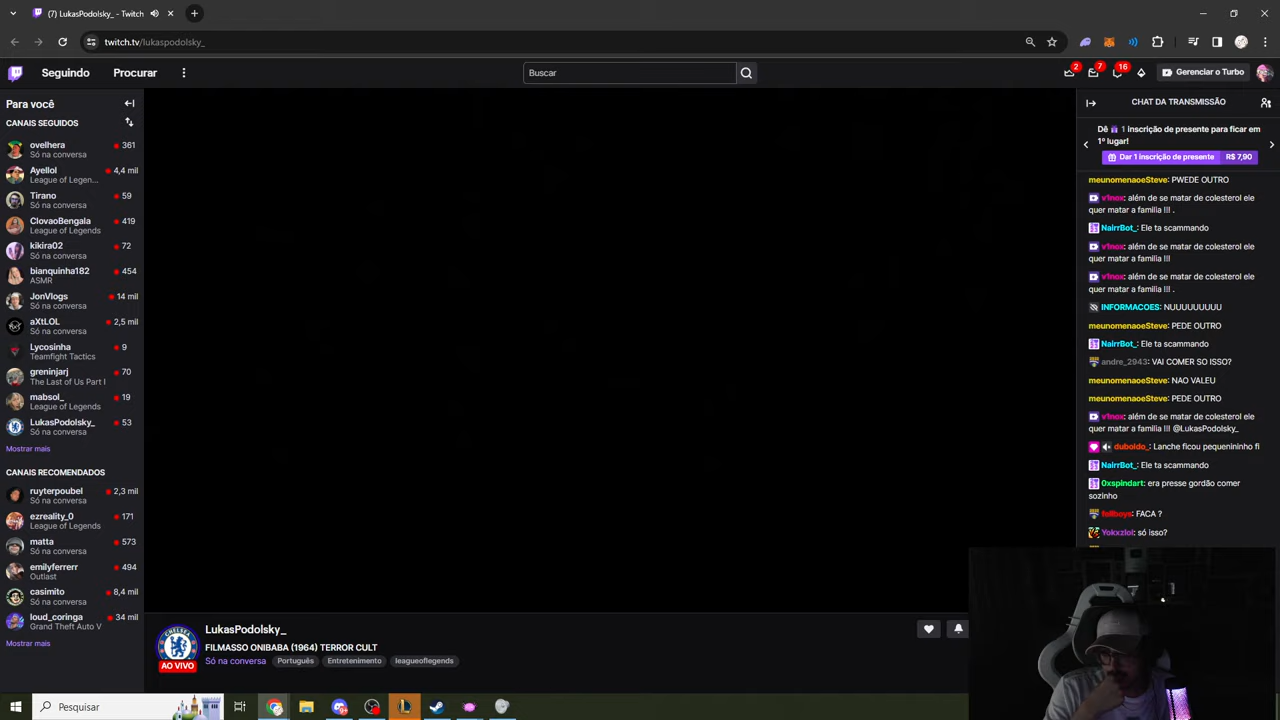 (7) LukasPodolsky_ - Twitch
twitch.tv/lukaspodolsky_
Seguindo
Procurar
Buscar
2
7
16
Gerenciar o Turbo
Para você
CANAIS SEGUIDOS
ovelhera
361
Só na conversa
Ayellol
4,4 mil
League of Legen...
Tirano
59
Só na conversa
ClovaoBengala
419
League of Legends
kikira02
72
Só na conversa
bianquinha182
454
ASMR
JonVlogs
14 mil
Só na conversa
aXtLOL
2,5 mil
Só na conversa
Lycosinha
9
Teamfight Tactics
greninjarj
70
The Last of Us Part I
mabsol_
19
League of Legends
LukasPodolsky_
53
Só na conversa
Mostrar mais
CANAIS RECOMENDADOS
ruyterpoubel
2,3 mil
Só na conversa
ezreality_0
171
League of Legends
matta
573
Só na conversa
emilyferrerr
494
Outlast
casimito
8,4 mil
Só na conversa
loud_coringa
34 mil
Grand Theft Auto V
Mostrar mais
CHELSEA
AO VIVO
LukasPodolsky_
FILMASSO ONIBABA (1964) TERROR CULT
Só na conversa
Português
Entretenimento
leagueoflegends
CHAT DA TRANSMISSÃO
Dê 1 inscrição de presente para ficar em
1º lugar!
Dar 1 inscrição de presente
R$ 7,90
meunomenaoeSteve: PWEDE OUTRO
v1nox: além de se matar de colesterol ele
quer matar a familia !!! .
NairrBot_: Ele ta scammando
v1nox: além de se matar de colesterol ele
quer matar a familia !!!
v1nox: além de se matar de colesterol ele
quer matar a familia !!! .
INFORMACOES: NUUUUUUUUU
meunomenaoeSteve: PEDE OUTRO
NairrBot_: Ele ta scammando
andre_2943: VAI COMER SO ISSO?
meunomenaoeSteve: NAO VALEU
meunomenaoeSteve: PEDE OUTRO
v1nox: além de se matar de colesterol ele
quer matar a familia !!! @LukasPodolsky_
duboldo_: Lanche ficou pequenininho fi
NairrBot_: Ele ta scammando
0xspindart: era presse gordão comer
sozinho
fallboys: FACA ?
Yokxzlol: só isso?
Pesquisar